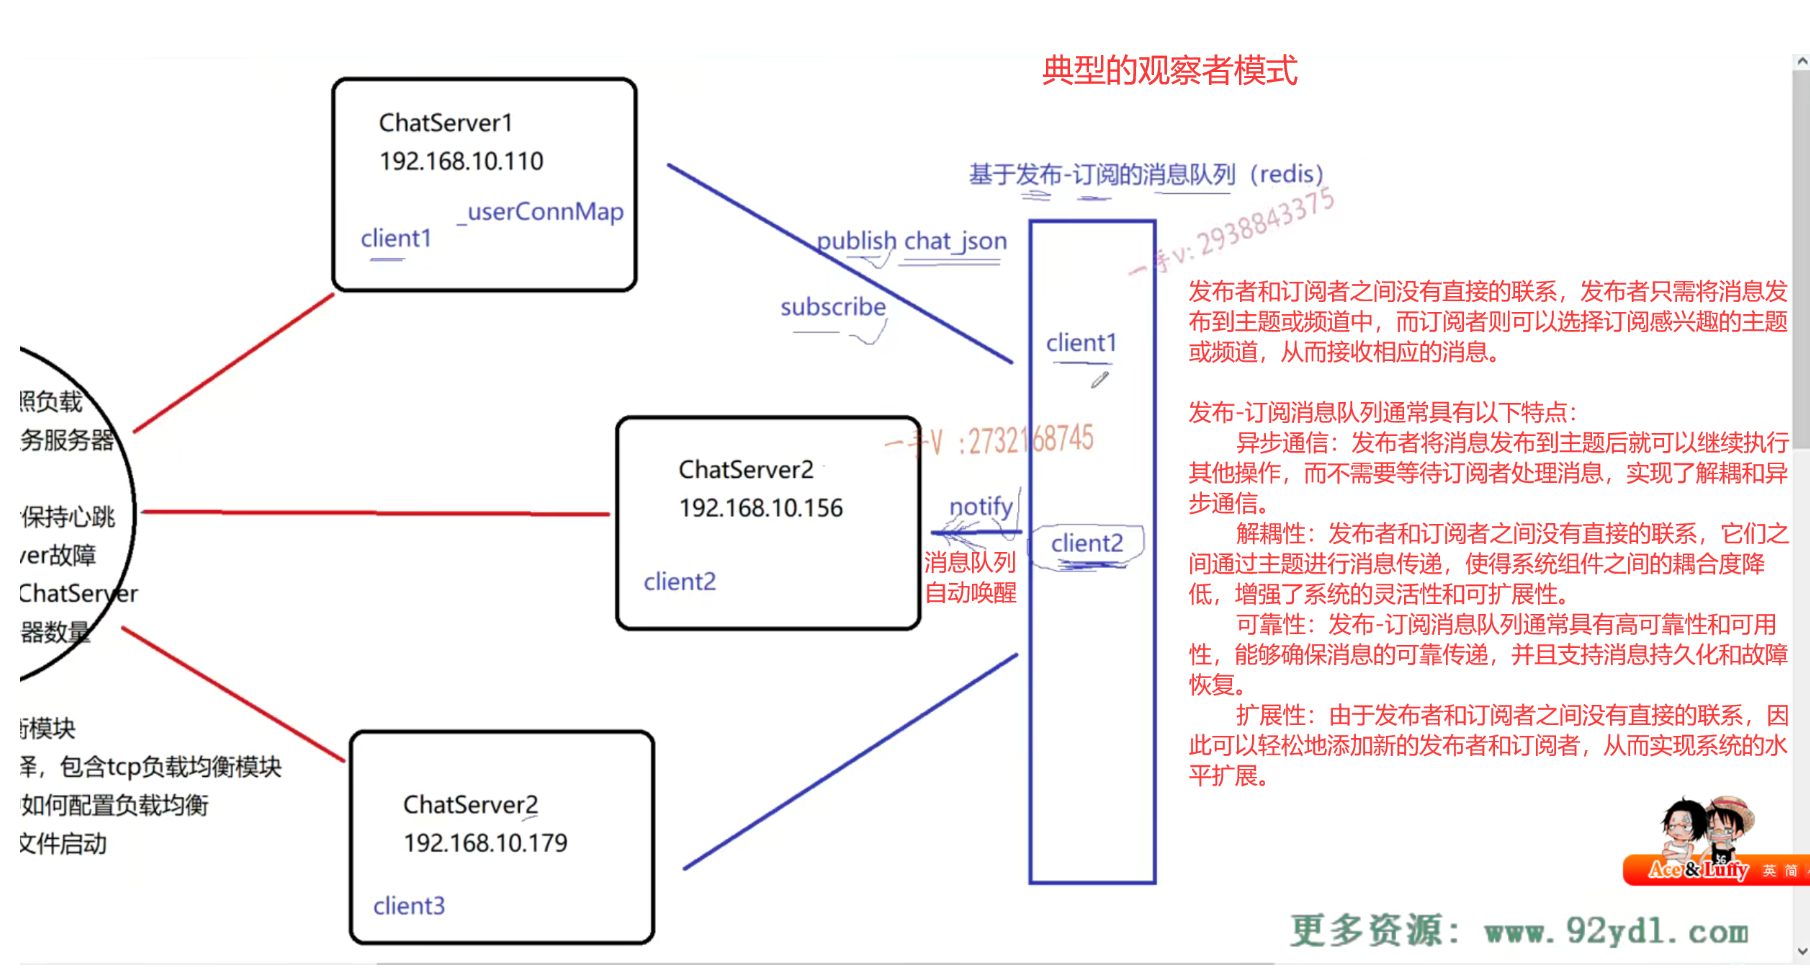 典型的观察者模式
ChatServer1
192.168.10.110
_userConnMap
client1
基于发布-订阅的消息队列（redis）
一手v: 2938843375
publish chat_json
subscribe
client1
发布者和订阅者之间没有直接的联系，发布者只需将消息发
布到主题或频道中，而订阅者则可以选择订阅感兴趣的主题
或频道，从而接收相应的消息。
发布-订阅消息队列通常具有以下特点：
异步通信：发布者将消息发布到主题后就可以继续执行
其他操作，而不需要等待订阅者处理消息，实现了解耦和异
步通信。
解耦性：发布者和订阅者之间没有直接的联系，它们之
间通过主题进行消息传递，使得系统组件之间的耦合度降
低，增强了系统的灵活性和可扩展性。
可靠性：发布-订阅消息队列通常具有高可靠性和可用
性，能够确保消息的可靠传递，并且支持消息持久化和故障
恢复。
扩展性：由于发布者和订阅者之间没有直接的联系，因
此可以轻松地添加新的发布者和订阅者，从而实现系统的水
平扩展。
一手V :2732168745
ChatServer2
192.168.10.156
client2
notify
client2
消息队列
自动唤醒
照负载
务服务器
保持心跳
ver故障
ChatServer
器数量
衡模块
译，包含tcp负载均衡模块
如何配置负载均衡
文件启动
ChatServer2
192.168.10.179
client3
Ace & Luffy 英 简
更多资源: www.92ydl.com